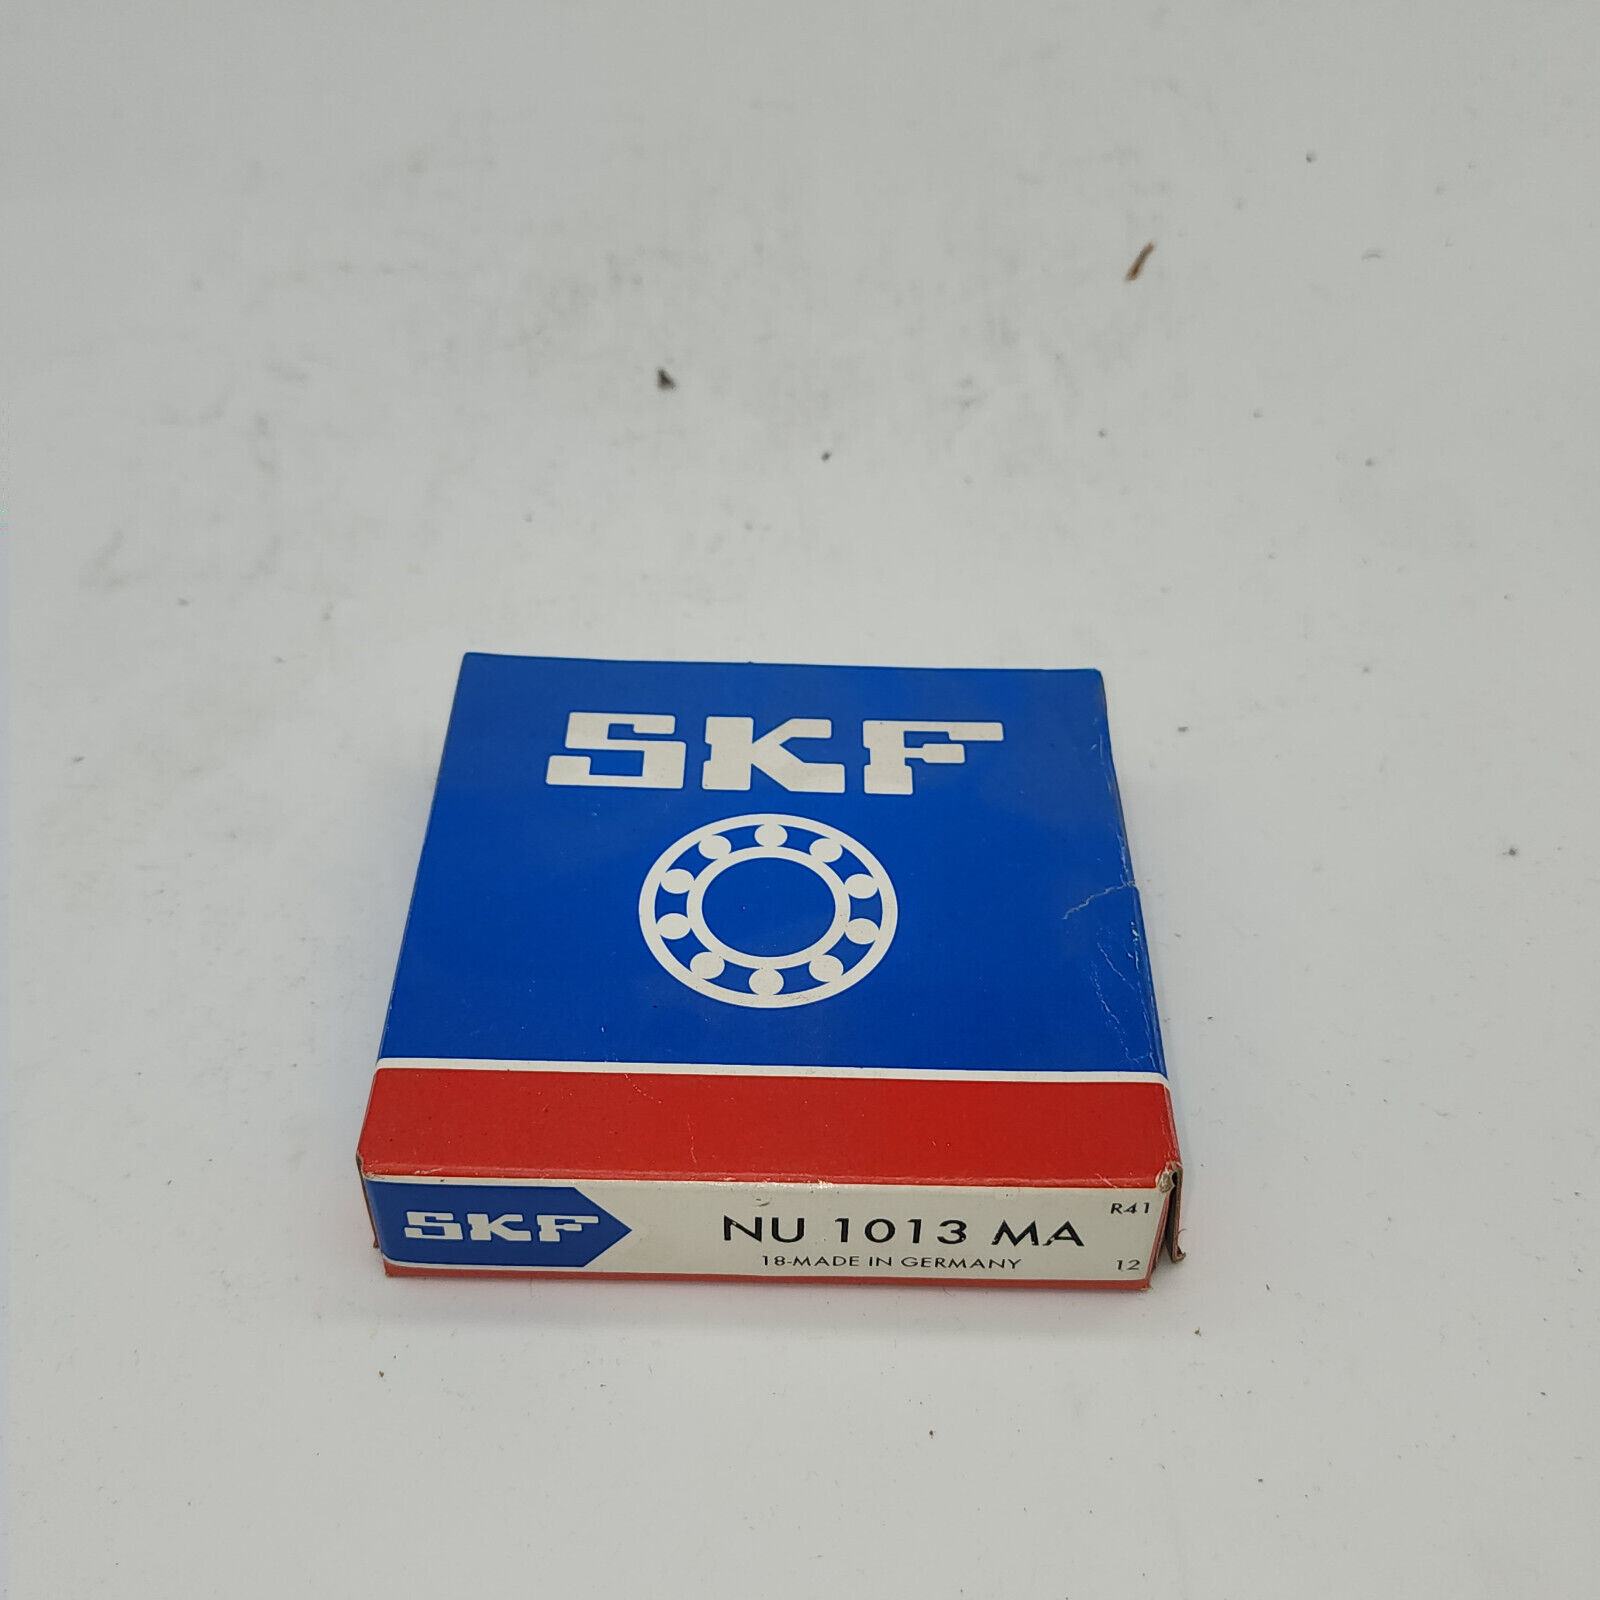 SKF
SKF
NU 1013 MA
R41
18-MADE IN GERMANY
12